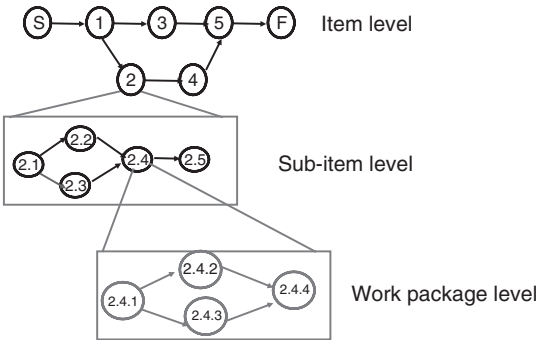 S 1 3 5 F Item level
2 4
2.2
2.1 2.4 2.5 Sub-item level
2.3
2.4.2
2.4.1 2.4.4 Work package level
2.4.3